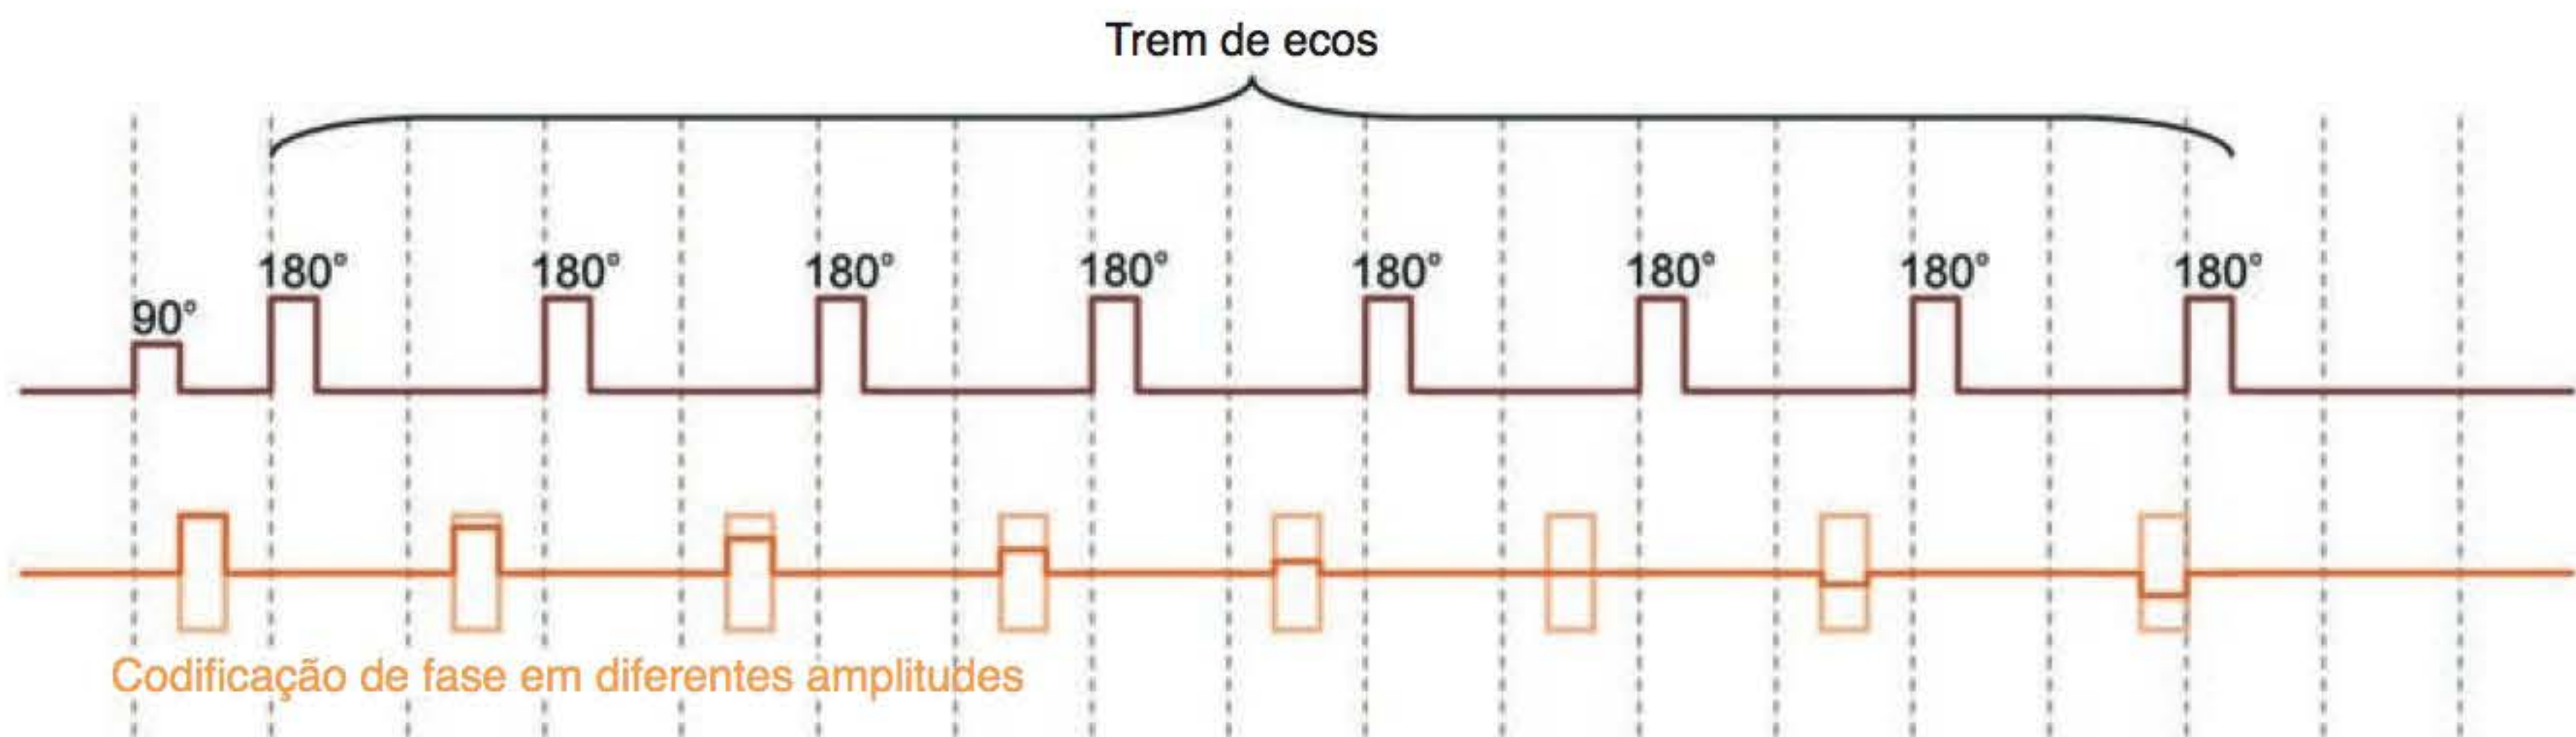 Trem de ecos
180° 180° 180° 180° 180° 180° 180° 180°
90°
Codificação de fase em diferentes amplitudes